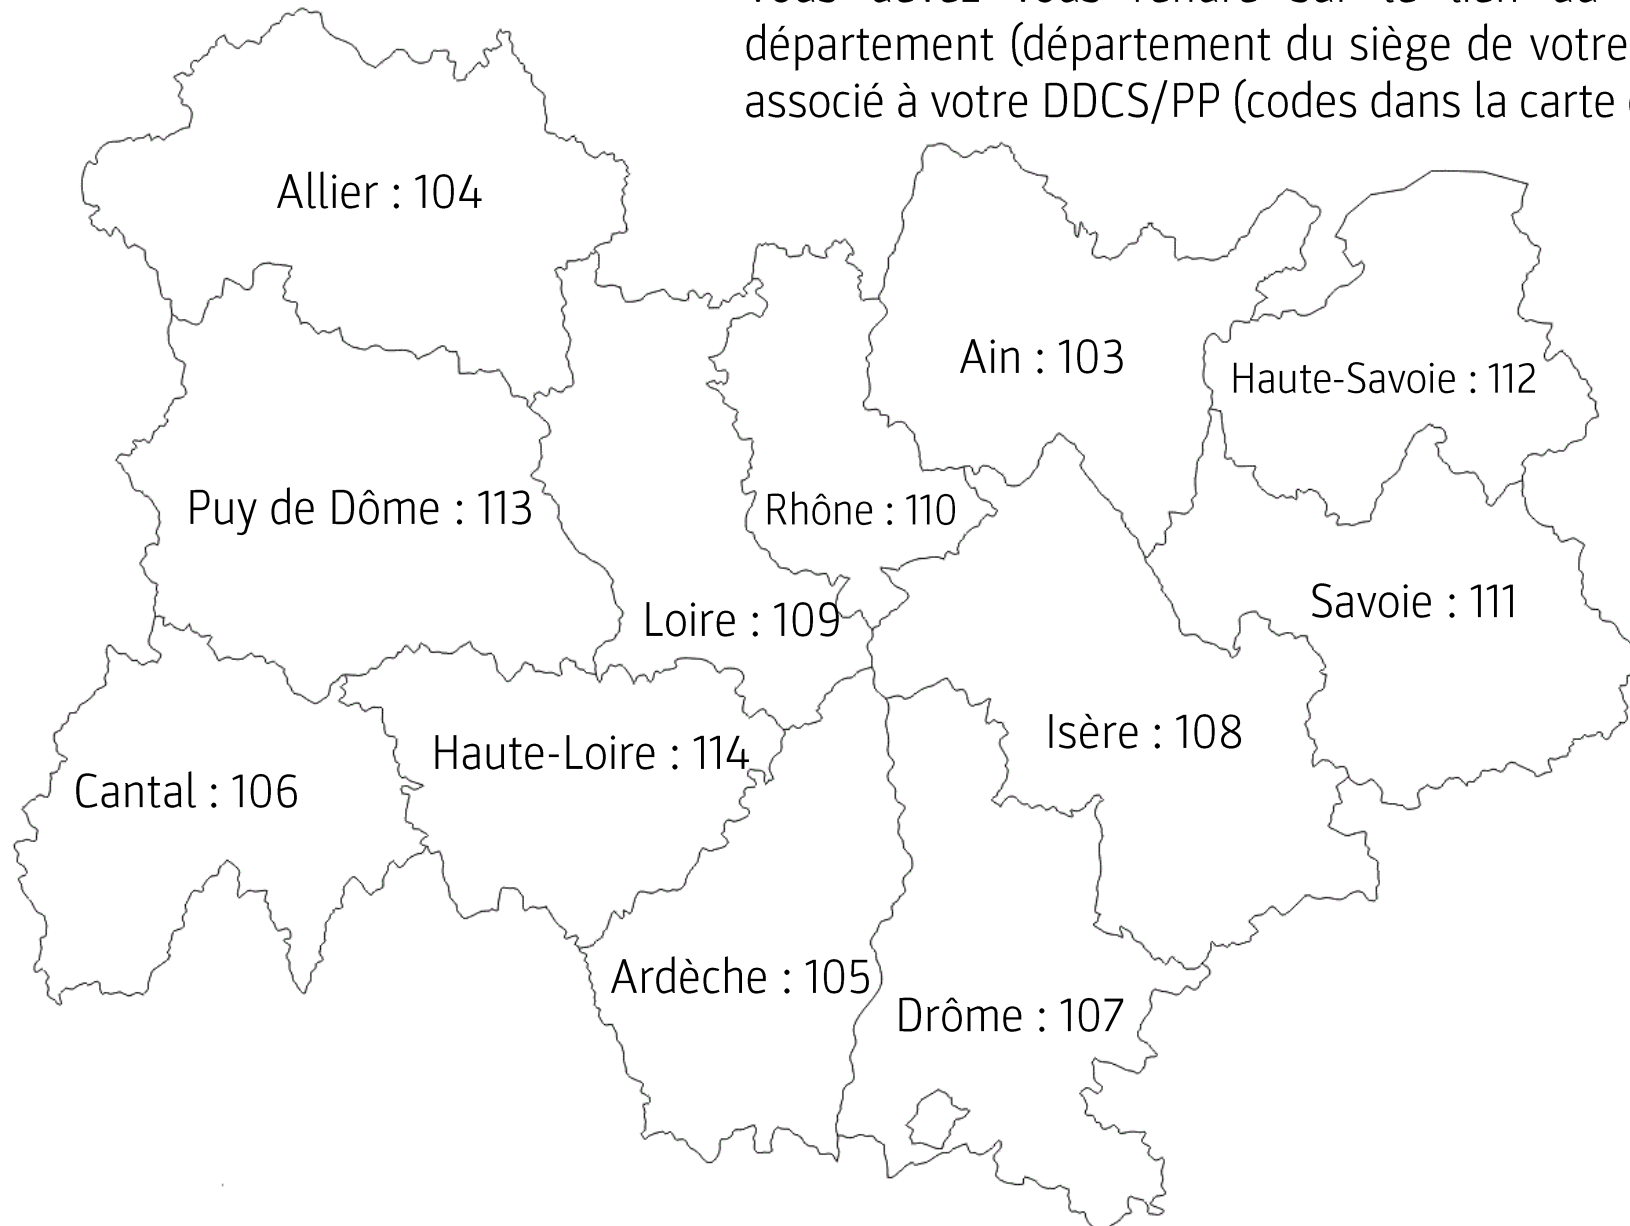 département (département du siège de votre
associé à votre DDCS/PP (codes dans la carte
Allier : 104
Ain : 103
Haute-Savoie : 112
Puy de Dôme : 113
Rhône : 110
Savoie : 111
Loire : 109
Isère : 108
Haute-Loire : 114
Cantal : 106
Ardèche : 105
Drôme : 107